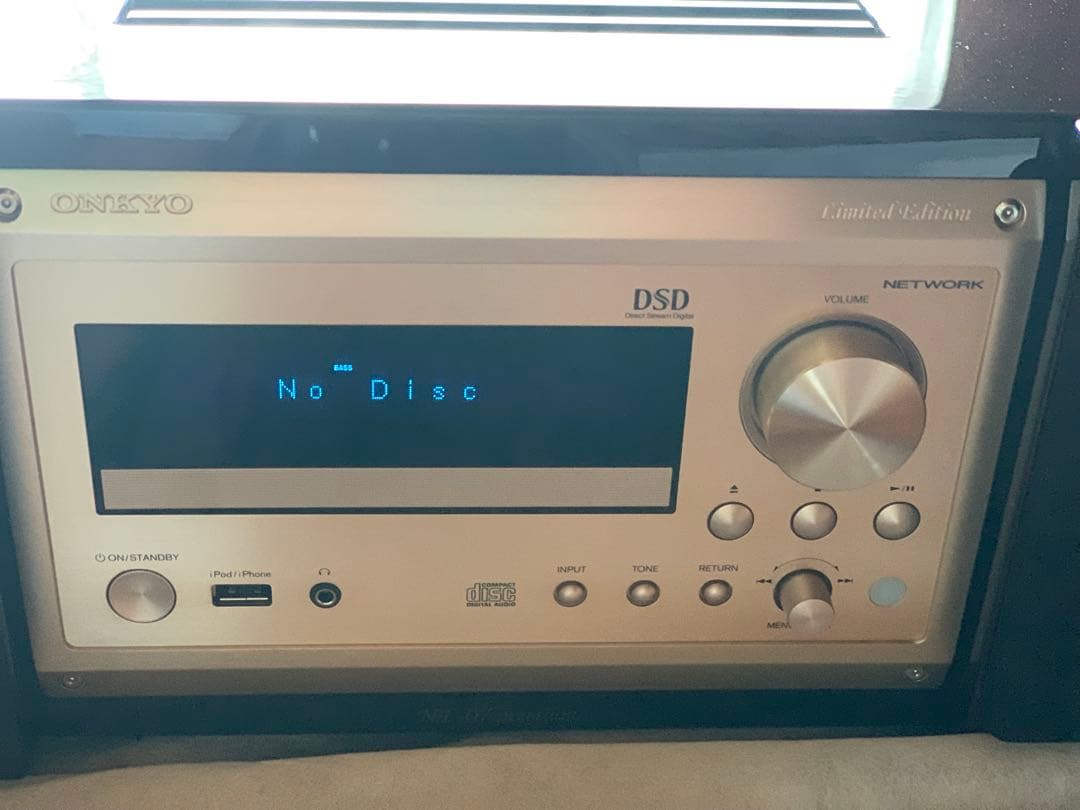 ONKYO
Limited Edition
NETWORK
VOLUME
DSD
Direct Stream Digital
BASS
No Disc
ON/STANDBY
iPod/iPhone
COMPACT
disc
DIGITAL AUDIO
INPUT
TONE
RETURN